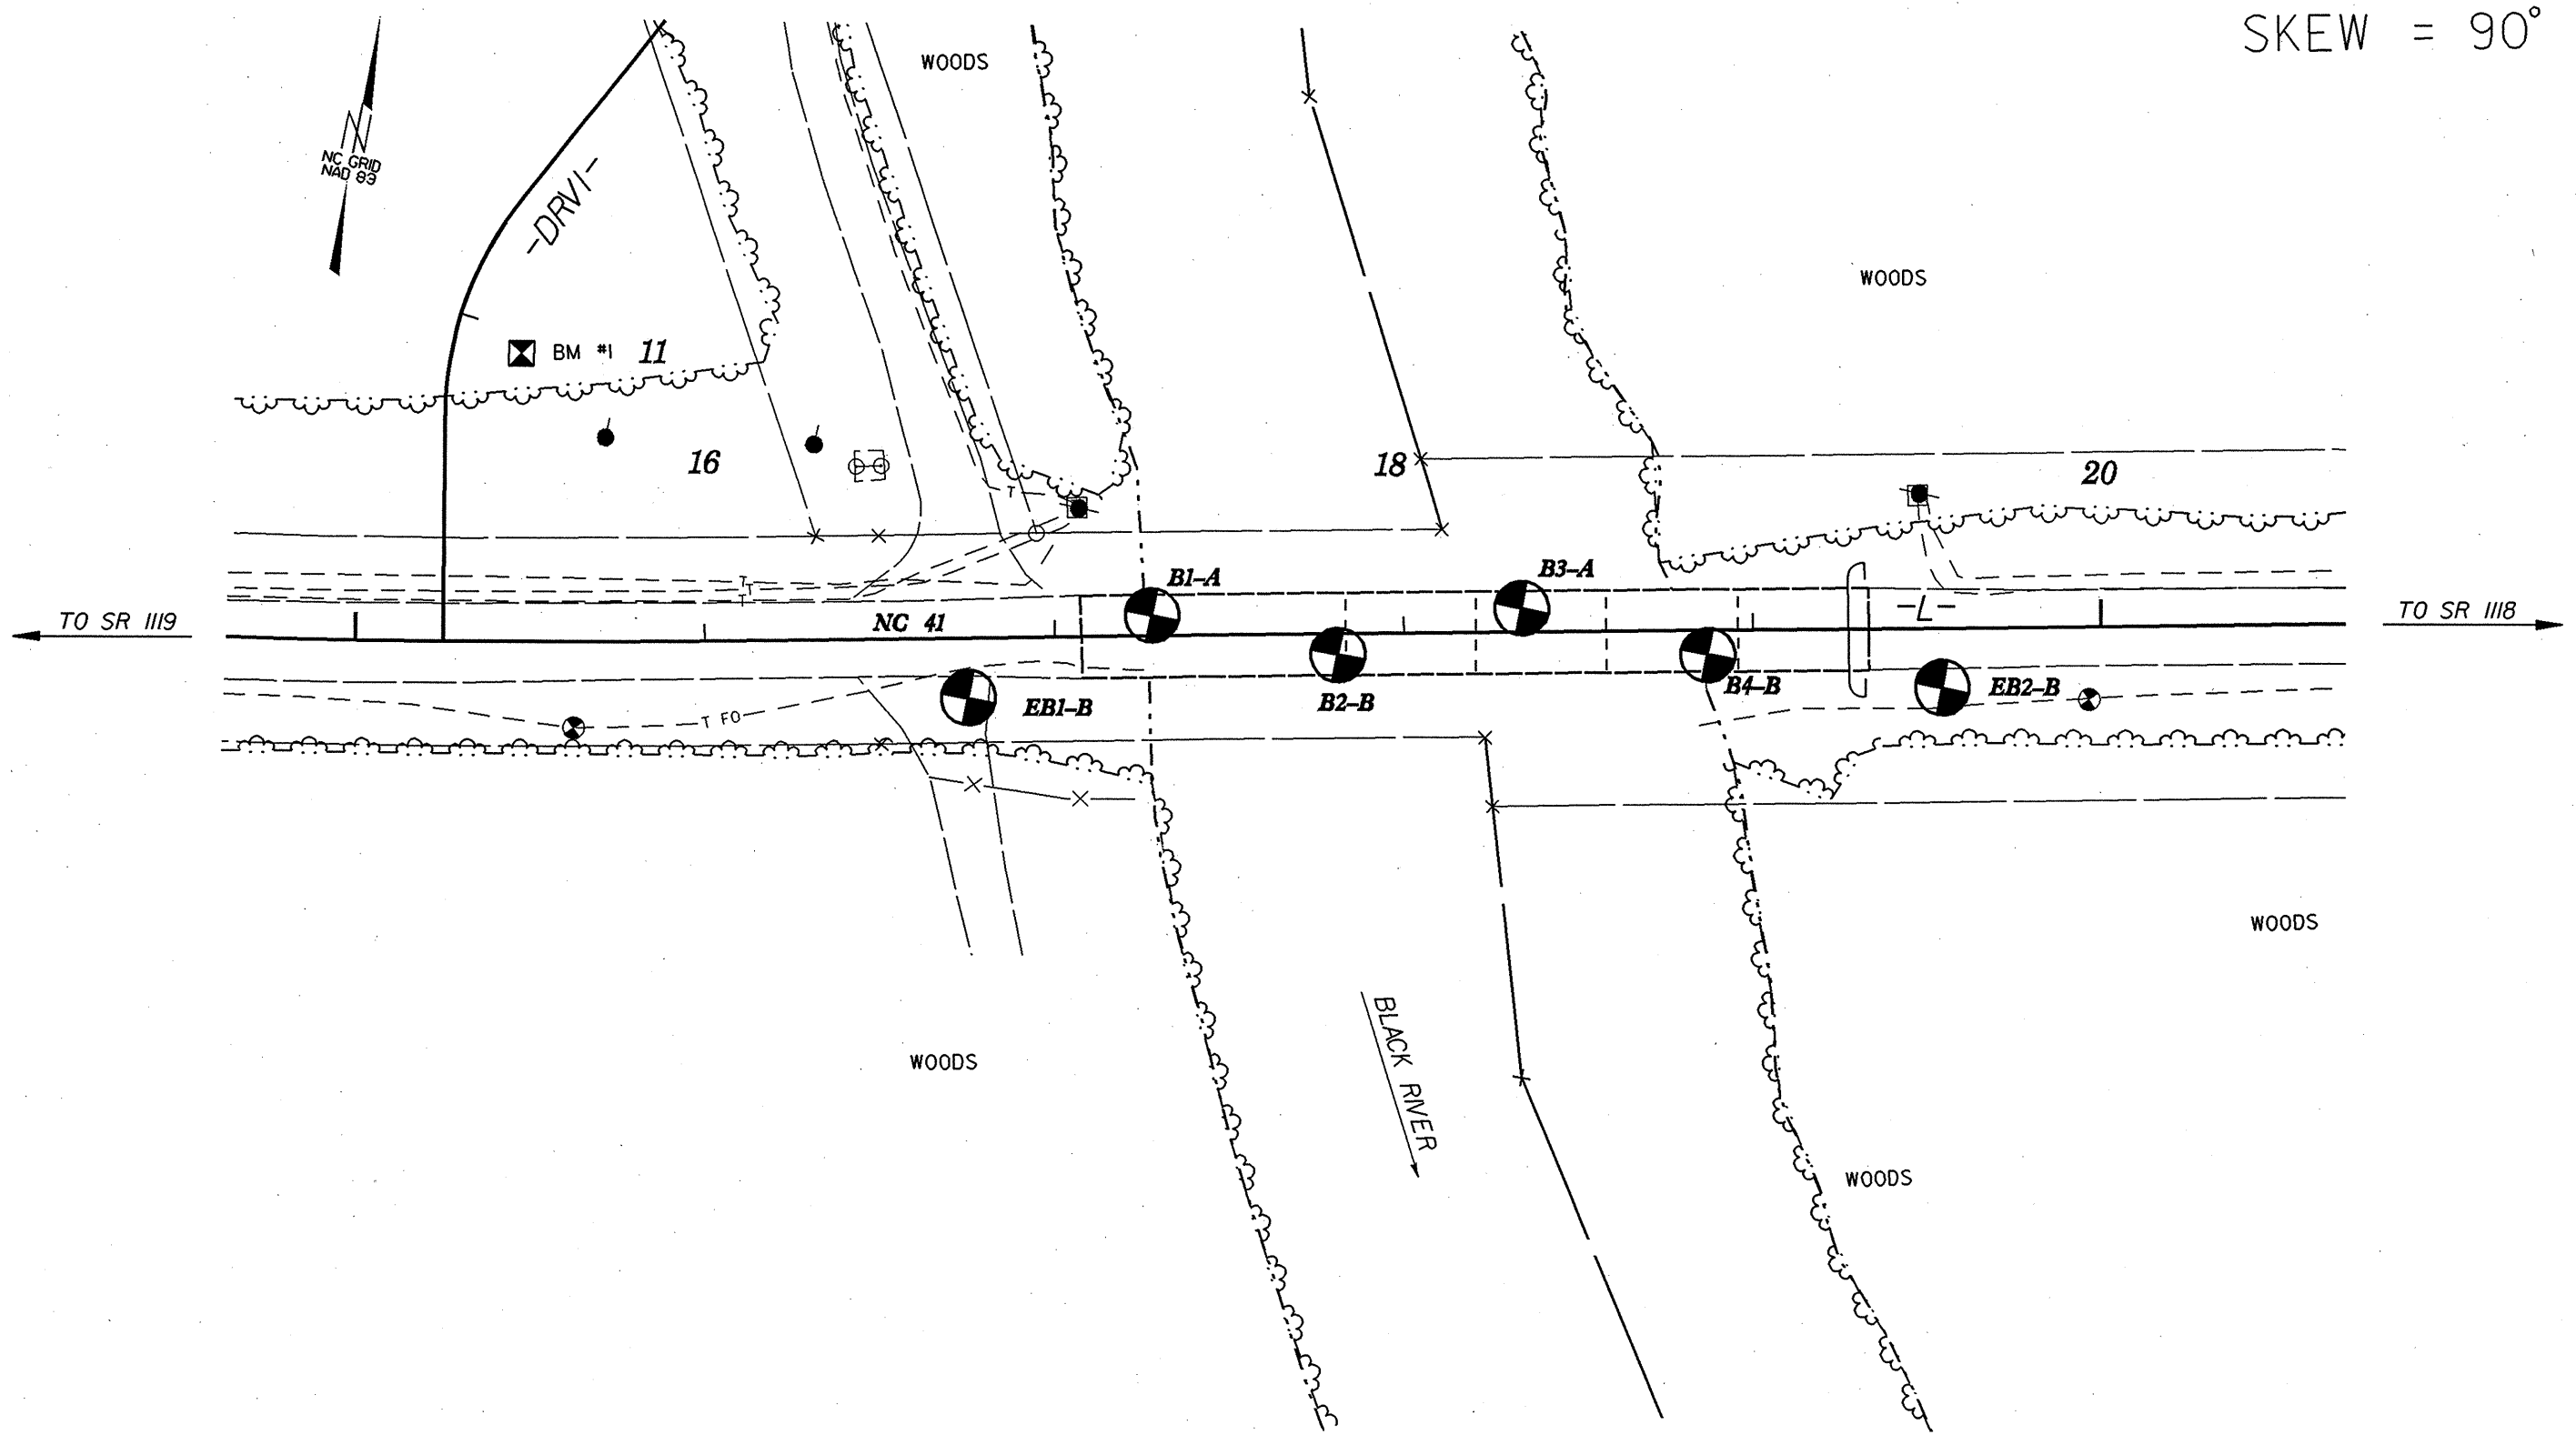 SKEW = 90°
WOODS
N
NC GRID
NAD 83
-DRV1-
WOODS
BM #1 11
16
18
20
T
B1-A
B3-A
T
T
T
TO SR 1119
NC 41
-L-
TO SR 1118
EB1-B
B2-B
B4-B
EB2-B
T FO
WOODS
BLACK RIVER
WOODS
WOODS